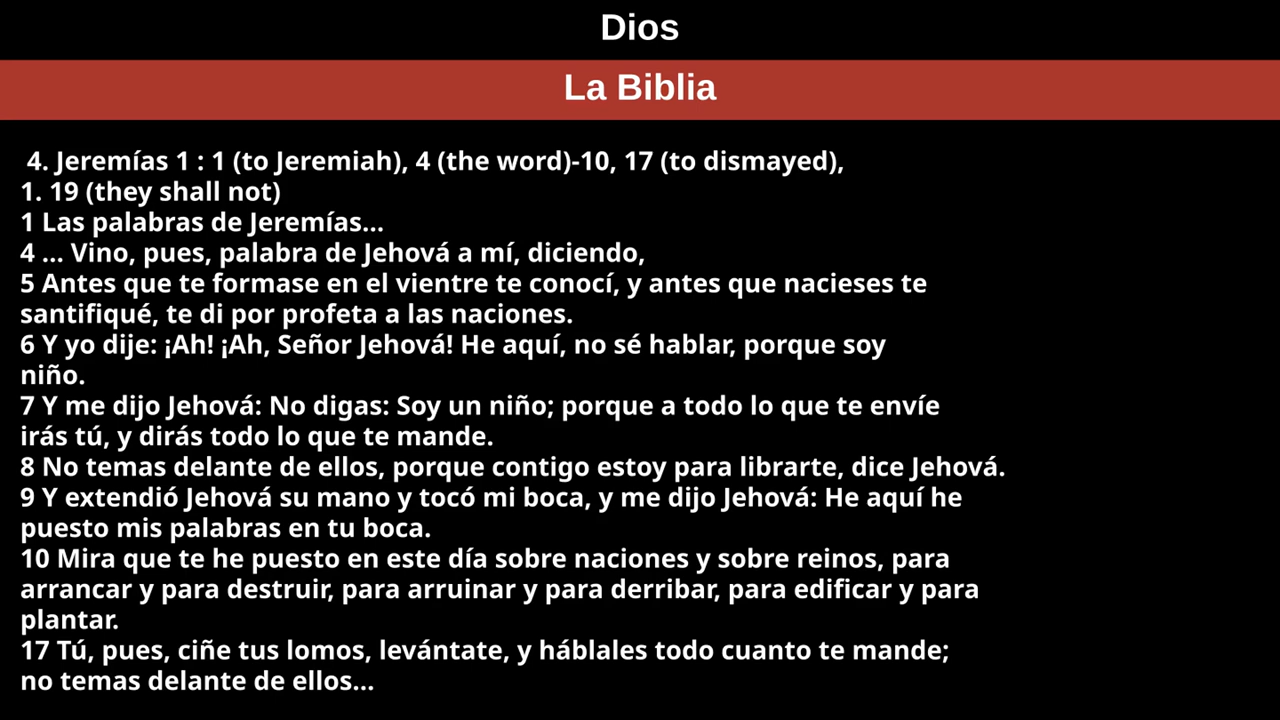 Dios
La Biblia
4. Jeremías 1 : 1 (to Jeremiah), 4 (the word)-10, 17 (to dismayed),
1. 19 (they shall not)
1 Las palabras de Jeremías...
4 ... Vino, pues, palabra de Jehová a mí, diciendo,
5 Antes que te formase en el vientre te conocí, y antes que nacieses te
santifiqué, te di por profeta a las naciones.
6 Y yo dije: ¡Ah! ¡Ah, Señor Jehová! He aquí, no sé hablar, porque soy
niño.
7 Y me dijo Jehová: No digas: Soy un niño; porque a todo lo que te envíe
irás tú, y dirás todo lo que te mande.
8 No temas delante de ellos, porque contigo estoy para librarte, dice Jehová.
9 Y extendió Jehová su mano y tocó mi boca, y me dijo Jehová: He aquí he
puesto mis palabras en tu boca.
10 Mira que te he puesto en este día sobre naciones y sobre reinos, para
arrancar y para destruir, para arruinar y para derribar, para edificar y para
plantar.
17 Tú, pues, ciñe tus lomos, levántate, y háblales todo cuanto te mande;
no temas delante de ellos...